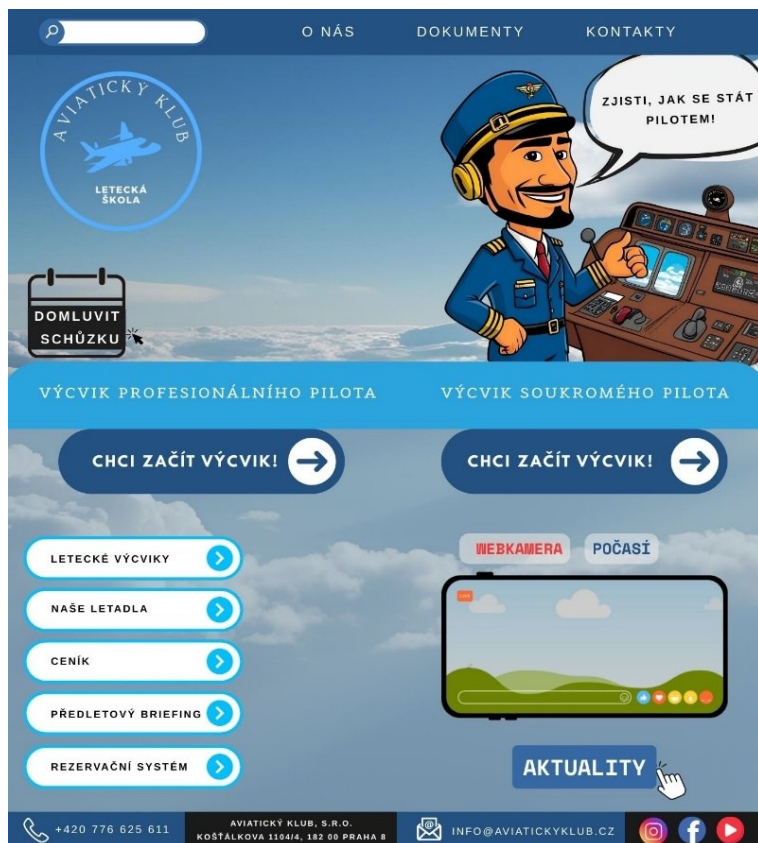 O NÁS
DOKUMENTY
KONTAKTY
AVIATICKÝ KLUB
LETECKÁ
ŠKOLA
ZJISTI, JAK SE STÁT
PILOTEM!
DOMLUVIT
SCHŮZKU
VÝCVIK PROFESIONÁLNÍHO PILOTA
VÝCVIK SOUKROMÉHO PILOTA
CHCI ZAČÍT VÝCVIK!
CHCI ZAČÍT VÝCVIK!
LETECKÉ VÝCVIKY
NAŠE LETADLA
CENÍK
PŘEDLETOVÝ BRIEFING
REZERVAČNÍ SYSTÉM
WEBKAMERA
POČASÍ
AKTUALITY
+420 776 625 611
AVIATICKÝ KLUB, S.R.O.
KOŠŤÁLKOVA 1104/4, 182 00 PRAHA 8
INFO@AVIATICKYKLUB.CZ